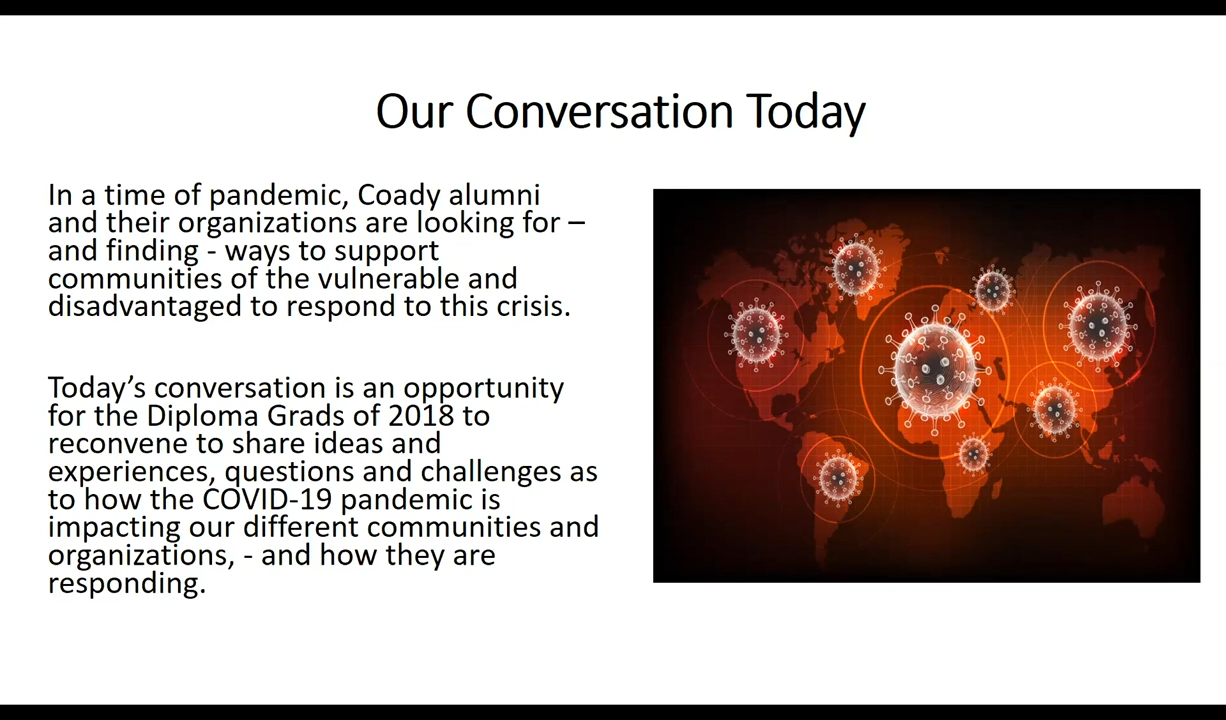 Our Conversation Today
In a time of pandemic, Coady alumni
and their organizations are looking for –
and finding - ways to support
communities of the vulnerable and
disadvantaged to respond to this crisis.
Today’s conversation is an opportunity
for the Diploma Grads of 2018 to
reconvene to share ideas and
experiences, questions and challenges as
to how the COVID-19 pandemic is
impacting our different communities and
organizations, - and how they are
responding.